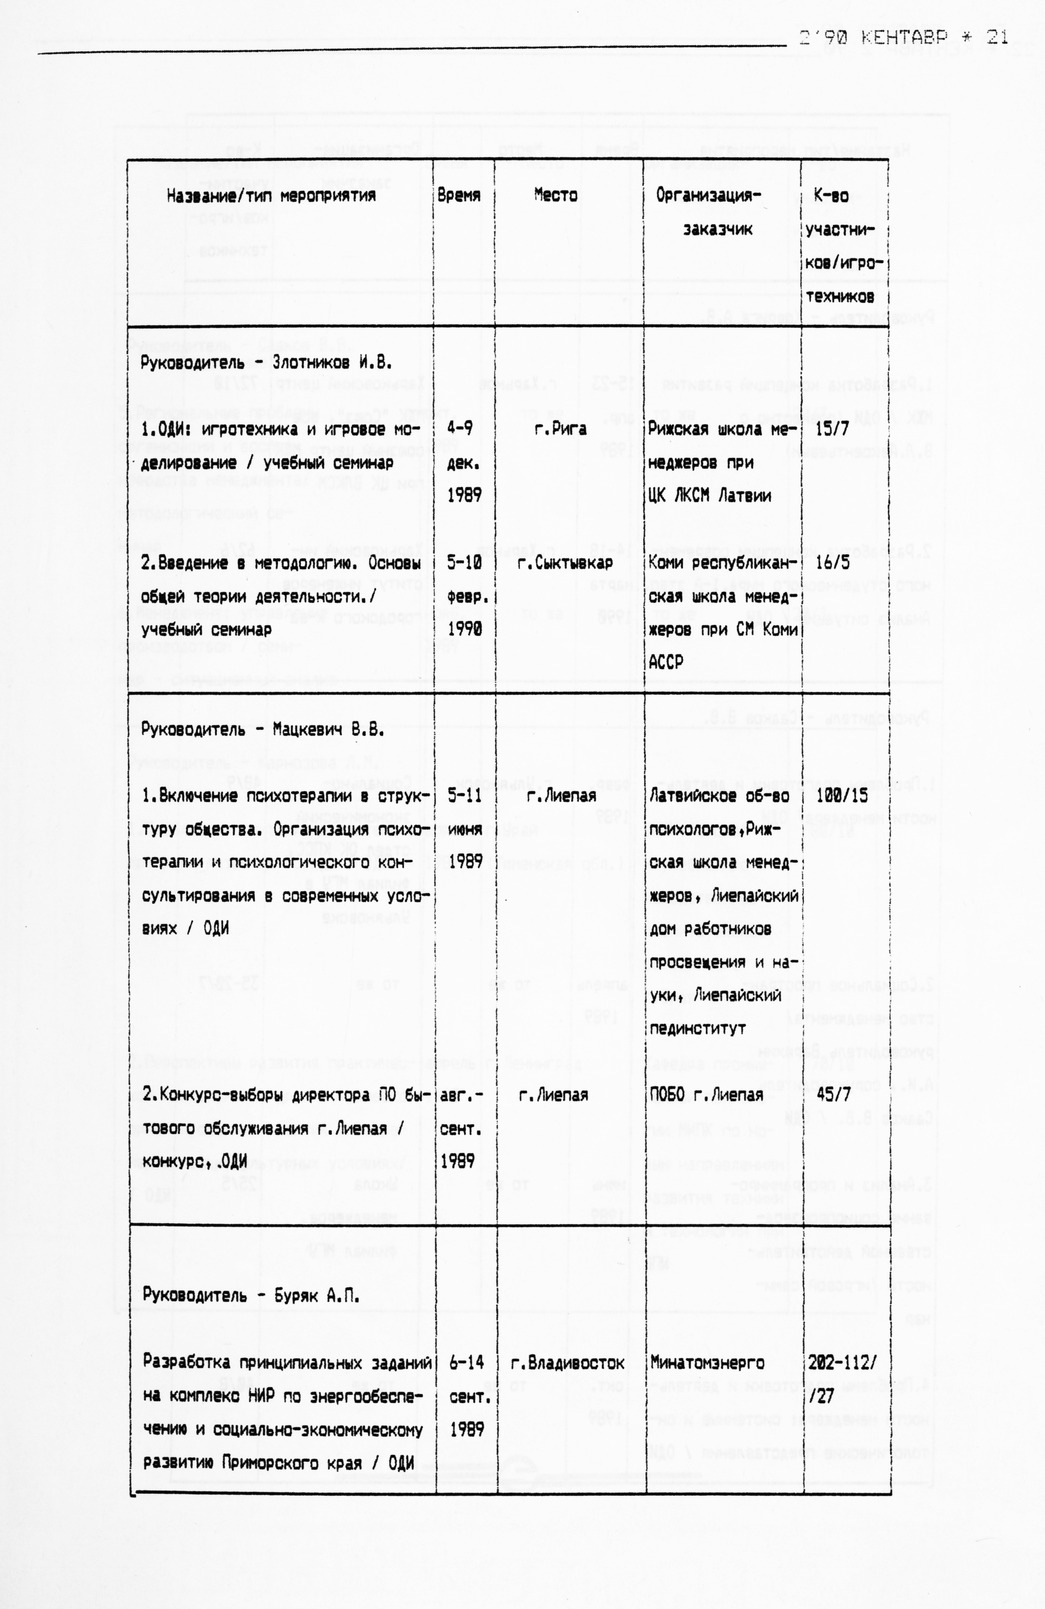 2'90 КЕНТАВР * 21
Название/тип мероприятия Время Место Организация- К-во
заказчик участни-
ков/игро-
техников
Руководитель - Злотников И.В.
1.ОДИ: игротехника и игровое мо- 4-9 г.Рига Рижская школа ме- 15/7
делирование / учебный семинар дек. неджеров при
1989 ЦК ЛКСМ Латвии
2.Введение в методологию. Основы 5-10 г.Сыктывкар Коми республикан- 16/5
общей теории деятельности./ февр. ская школа менед-
учебный семинар 1990 жеров при СМ Коми
АССР
Руководитель - Мацкевич В.В.
1.Включение психотерапии в струк- 5-11 г.Лиепая Латвийское об-во 100/15
туру общества. Организация психо- июня психологов,Риж-
терапии и психологического кон- 1989 ская школа менед-
сультирования в современных усло- жеров, Лиепайский
виях / ОДИ дом работников
просвещения и на-
уки, Лиепайский
пединститут
2.Конкурс-выборы директора ПО бы- авг.- г.Лиепая ПОБО г.Лиепая 45/7
тового обслуживания г.Лиепая / сент.
конкурс,.ОДИ 1989
Руководитель - Буряк А.П.
Разработка принципиальных заданий 6-14 г.Владивосток Минатомэнерго 202-112/
на комплекс НИР по энергообеспе- сент. /27
чению и социально-экономическому 1989
развитию Приморского края / ОДИ